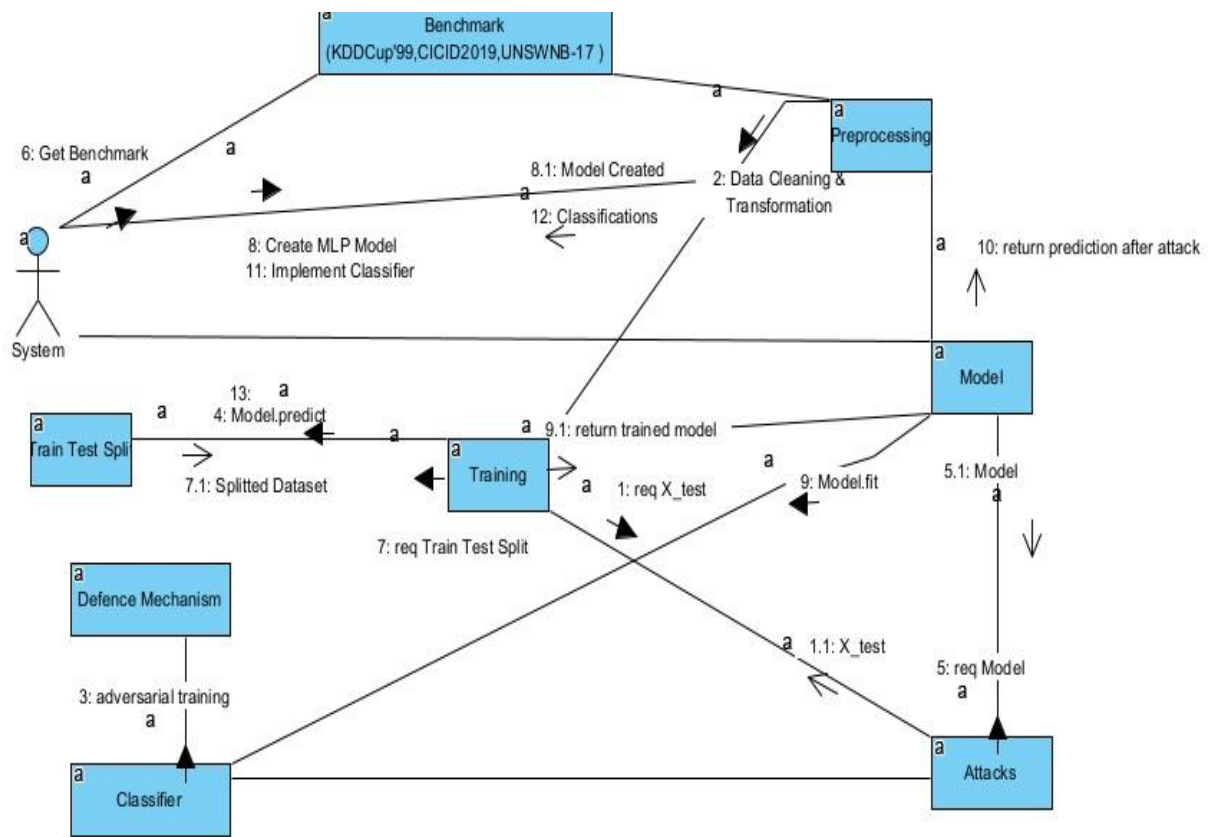 a
Benchmark
(KDDCup'99,CICID2019,UNSWNB-17 )
a
a
Preprocessing
6: Get Benchmark
a
a
8.1: Model Created
a
2: Data Cleaning &
Transformation
12: Classifications
8: Create MLP Model
11: Implement Classifier
a
System
a
10: return prediction after attack
a
Model
13:
a
4: Model.predict
a
a
Train Test Split
7.1: Splitted Dataset
a
a
Training
a
9.1: return trained model
a
1: req X_test
a
9: Model.fit
5.1: Model
a
7: req Train Test Split
a
Defence Mechanism
a
1.1: X_test
5: req Model
a
3: adversarial training
a
a
Classifier
a
Attacks